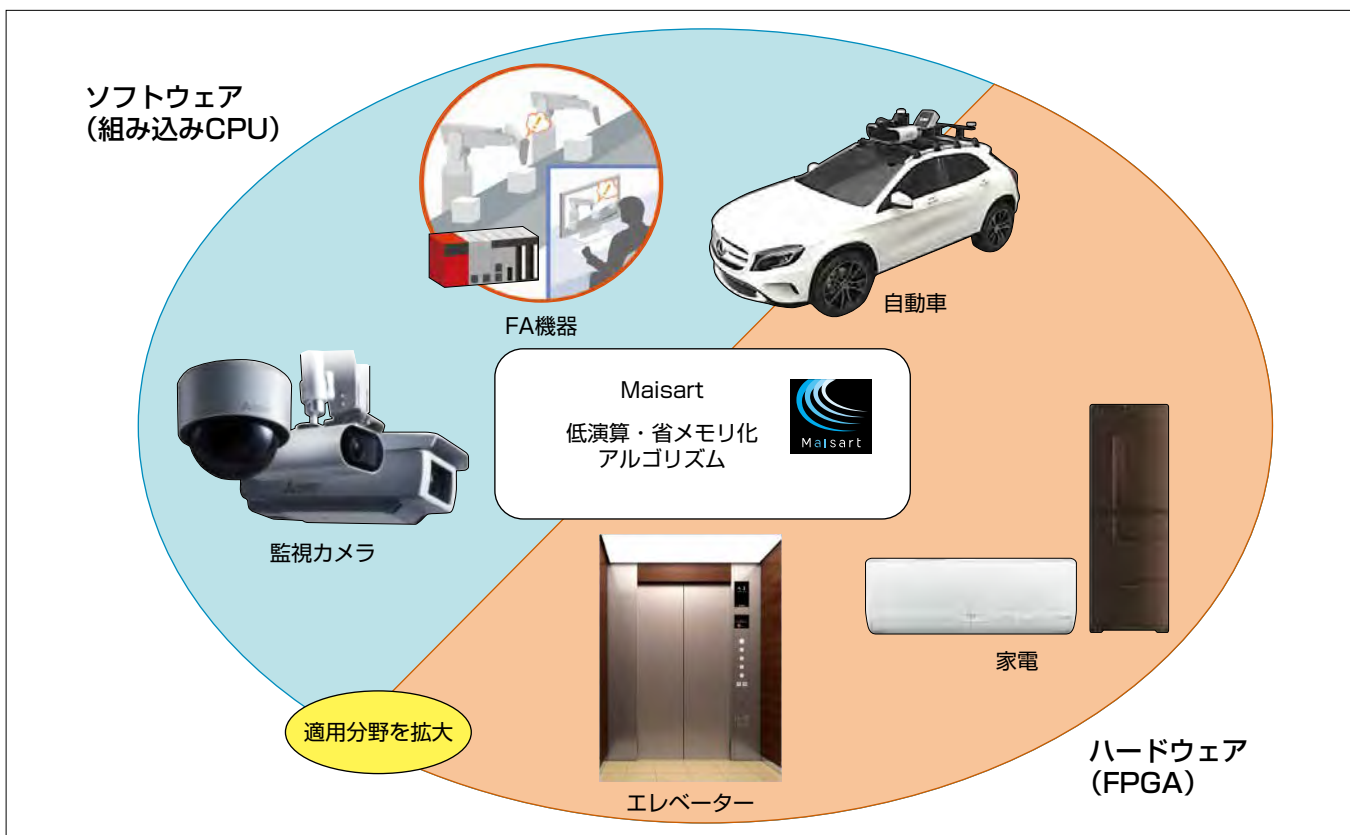 ソフトウェア
(組み込みCPU)
FA機器
自動車
Maisart
低演算・省メモリ化
アルゴリズム
Maisart
監視カメラ
家電
適用分野を拡大
エレベーター
ハードウェア
(FPGA)